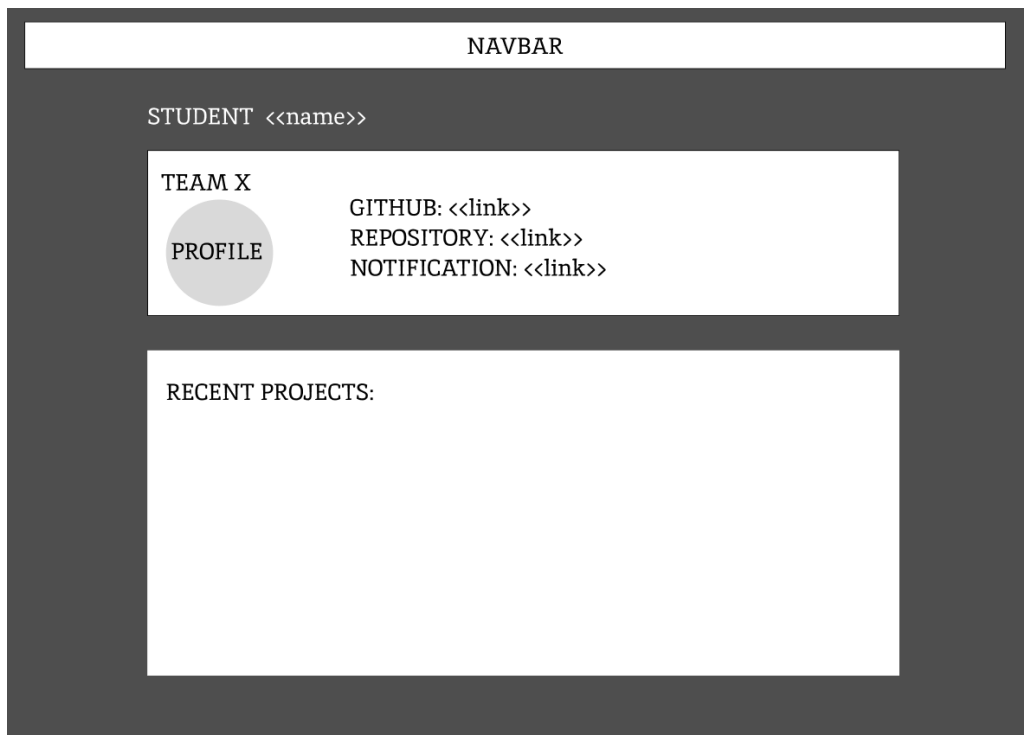 NAVBAR
STUDENT <<name>>
TEAM X
PROFILE
GITHUB: <<link>>
REPOSITORY: <<link>>
NOTIFICATION: <<link>>
RECENT PROJECTS: